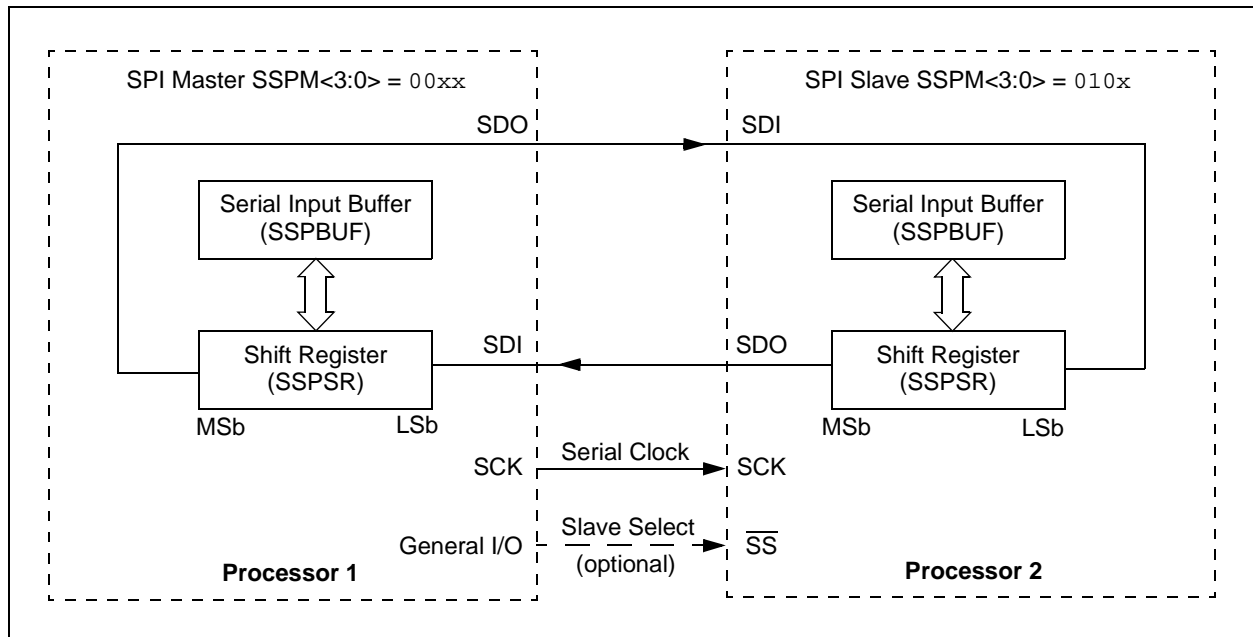 SPI Master SSPM<3:0> = 00xx
SPI Slave SSPM<3:0> = 010x
SDO
SDI
Serial Input Buffer
(SSPBUF)
Serial Input Buffer
(SSPBUF)
Shift Register
(SSPSR)
SDI
SDO
Shift Register
(SSPSR)
MSb
LSb
MSb
LSb
SCK
Serial Clock
SCK
General I/O
Slave Select
(optional)
S̅S̅
Processor 1
Processor 2